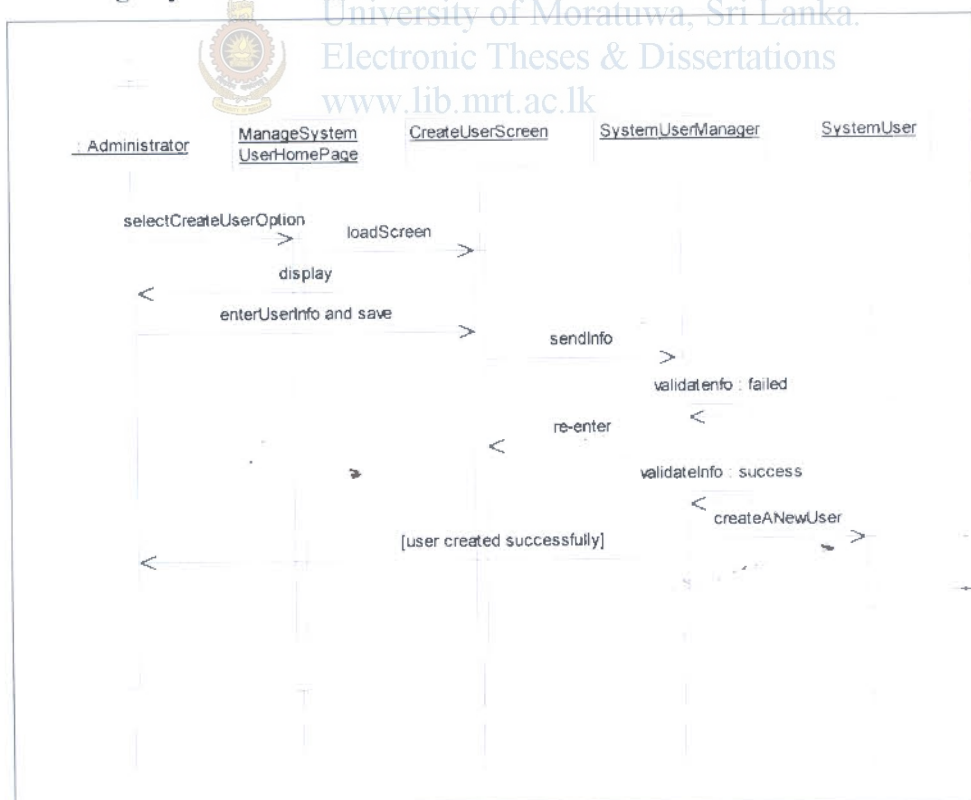 University of Moratuwa, Sri Lanka.
Electronic Theses & Dissertations
www.lib.mrt.ac.lk
: Administrator
ManageSystem
UserHomePage
CreateUserScreen
SystemUserManager
SystemUser
selectCreateUserOption
loadScreen
display
enterUserInfo and save
sendInfo
validatenfo : failed
re-enter
validateInfo : success
createANewUser
[user created successfully]